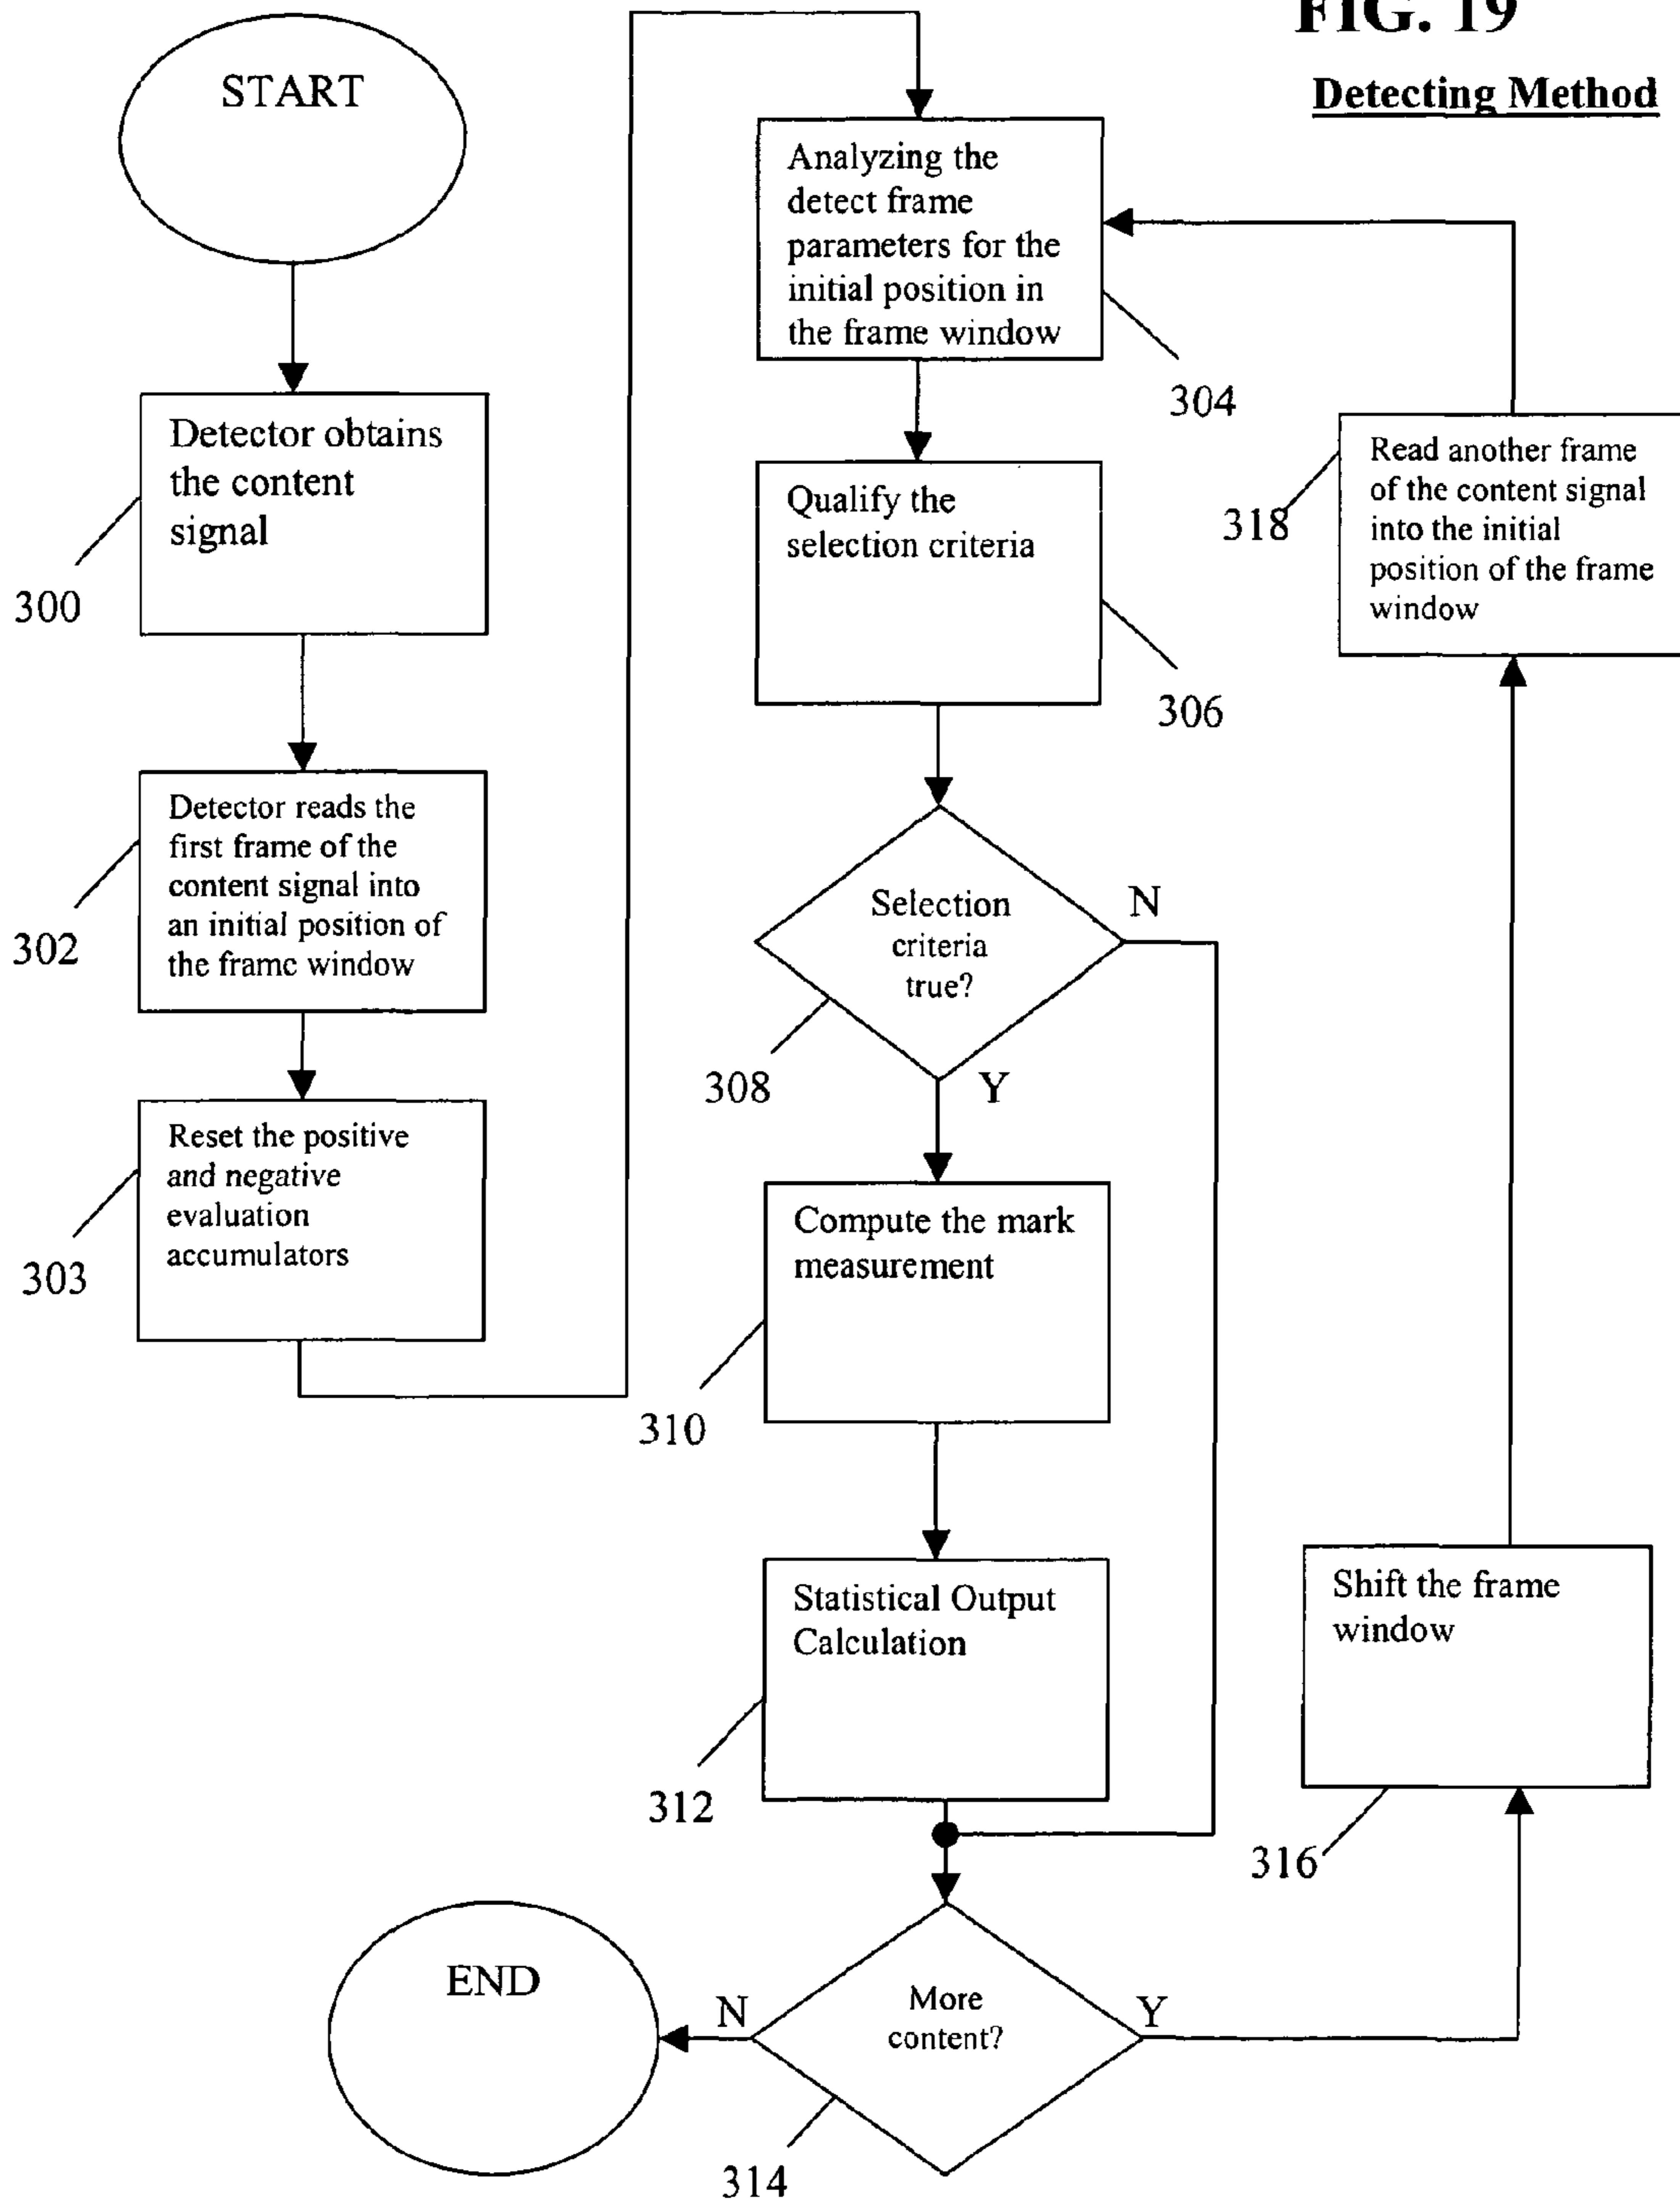 FIG. 19
Detecting Method
START
Detector obtains
the content
signal
300
Detector reads the
first frame of the
content signal into
an initial position of
the frame window
302
Reset the positive
and negative
evaluation
accumulators
303
Analyzing the
detect frame
parameters for the
initial position in
the frame window
304
Qualify the
selection criteria
306
Selection
criteria
true?
N
Y
308
Compute the mark
measurement
310
Statistical Output
Calculation
312
More
content?
N
Y
314
END
Shift the frame
window
316
Read another frame
of the content signal
into the initial
position of the frame
window
318